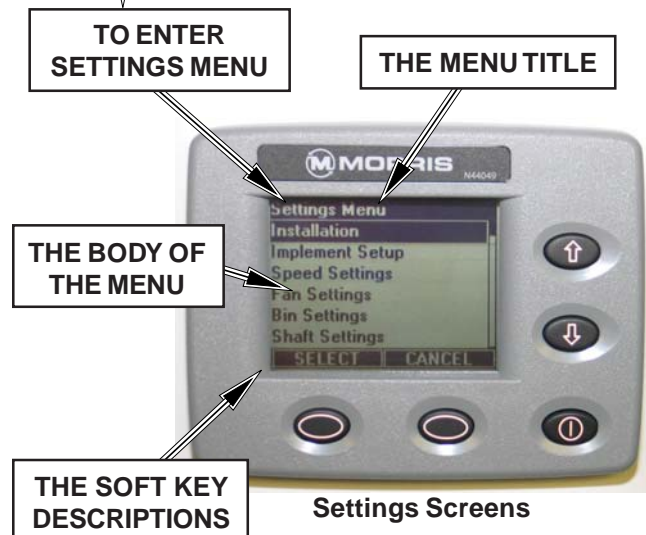 TO ENTER
SETTINGS MENU
THE MENU TITLE
MORRIS
N44049
Settings Menu
Installation
Implement Setup
Speed Settings
Fan Settings
Bin Settings
Shaft Settings
SELECT CANCEL
THE BODY OF
THE MENU
THE SOFT KEY
DESCRIPTIONS
Settings Screens